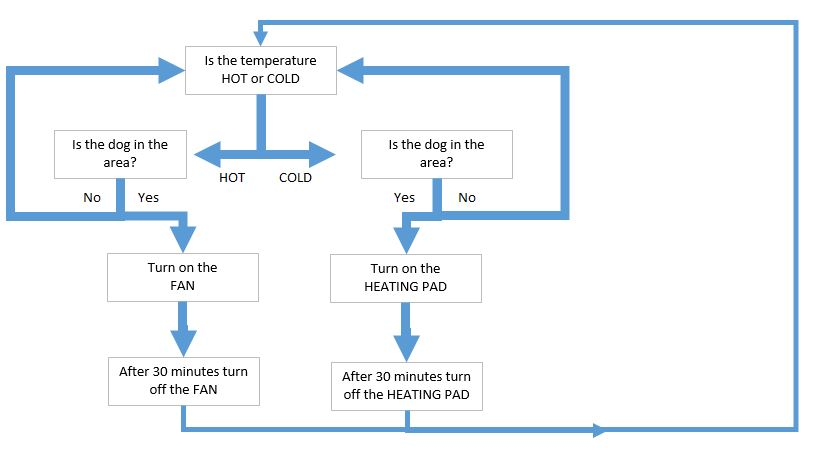 Is the temperature
HOT or COLD
Is the dog in the
area?
Is the dog in the
area?
HOT
COLD
No
Yes
Yes
No
Turn on the
FAN
Turn on the
HEATING PAD
After 30 minutes turn
off the FAN
After 30 minutes turn
off the HEATING PAD